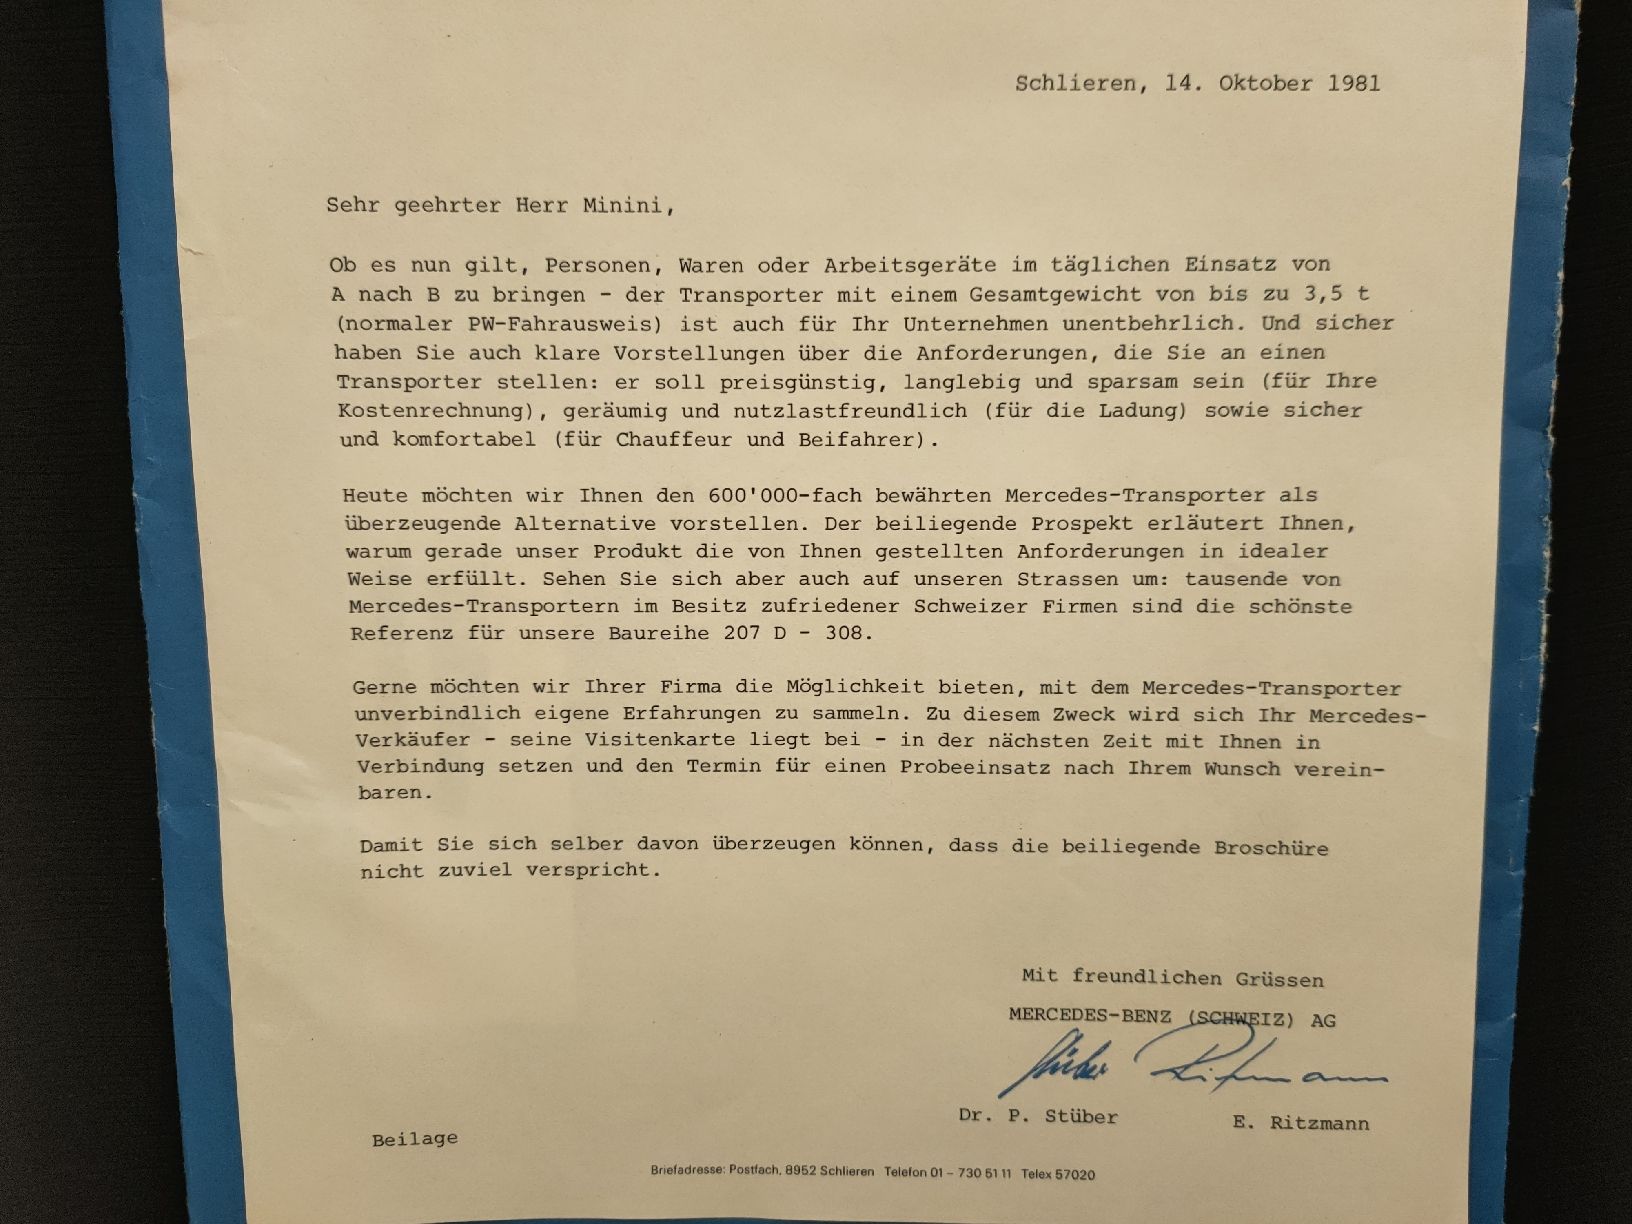 Schlieren, 14. Oktober 1981
Sehr geehrter Herr Minini,
Ob es nun gilt, Personen, Waren oder Arbeitsgeräte im täglichen Einsatz von
A nach B zu bringen - der Transporter mit einem Gesamtgewicht von bis zu 3,5 t
(normaler PW-Fahrausweis) ist auch für Ihr Unternehmen unentbehrlich. Und sicher
haben Sie auch klare Vorstellungen über die Anforderungen, die Sie an einen
Transporter stellen: er soll preisgünstig, langlebig und sparsam sein (für Ihre
Kostenrechnung), geräumig und nutzlastfreundlich (für die Ladung) sowie sicher
und komfortabel (für Chauffeur und Beifahrer).
Heute möchten wir Ihnen den 600'000-fach bewährten Mercedes-Transporter als
überzeugende Alternative vorstellen. Der beiliegende Prospekt erläutert Ihnen,
warum gerade unser Produkt die von Ihnen gestellten Anforderungen in idealer
Weise erfüllt. Sehen Sie sich aber auch auf unseren Strassen um: tausende von
Mercedes-Transportern im Besitz zufriedener Schweizer Firmen sind die schönste
Referenz für unsere Baureihe 207 D - 308.
Gerne möchten wir Ihrer Firma die Möglichkeit bieten, mit dem Mercedes-Transporter
unverbindlich eigene Erfahrungen zu sammeln. Zu diesem Zweck wird sich Ihr Mercedes-
Verkäufer - seine Visitenkarte liegt bei - in der nächsten Zeit mit Ihnen in
Verbindung setzen und den Termin für einen Probeeinsatz nach Ihrem Wunsch verein-
baren.
Damit Sie sich selber davon überzeugen können, dass die beiliegende Broschüre
nicht zuviel verspricht.
Mit freundlichen Grüssen
MERCEDES-BENZ (SCHWEIZ) AG
Stüber Ritzmann
Dr. P. Stüber E. Ritzmann
Beilage
Briefadresse: Postfach, 8952 Schlieren Telefon 01 - 730 51 11 Telex 57020